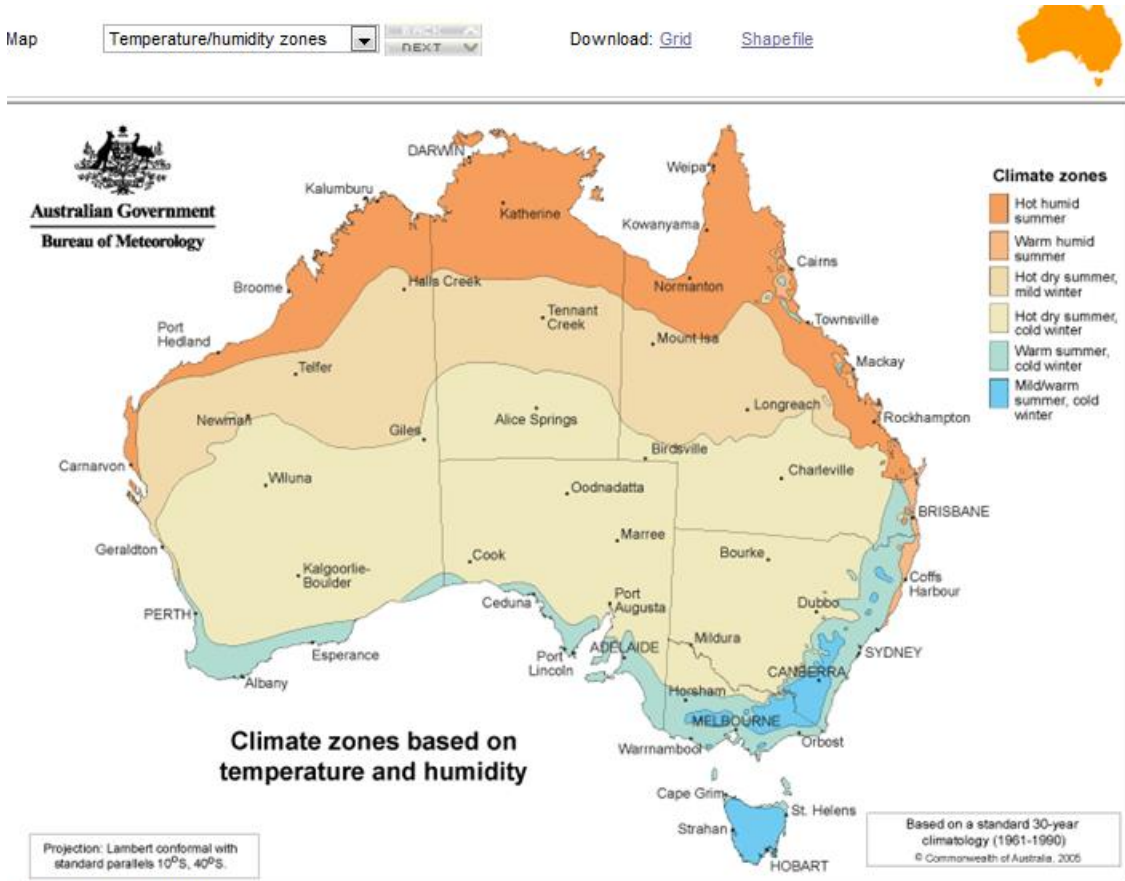 Map
Temperature/humidity zones
BACK
NEXT
Download: Grid Shapefile
Australian Government
Bureau of Meteorology
DARWIN
Weipa
Kalumburu
Katherine
Kowanyama
Cairns
Broome
Halls Creek
Normanton
Port
Hedland
Tennant
Creek
Townsville
Mount Isa
Telfer
Mackay
Newman
Longreach
Giles
Alice Springs
Rockhampton
Birdsville
Carnarvon
Charleville
Wiluna
Oodnadatta
BRISBANE
Marree
Geraldton
Bourke
Cook
Kalgoorlie-
Boulder
Coffs
Harbour
Ceduna
Port
Augusta
Dubbo
PERTH
Mildura
Esperance
Port
Lincoln
ADELAIDE
SYDNEY
CANBERRA
Albany
Horsham
MELBOURNE
Warrnambool
Orbost
Cape Grim
St. Helens
Strahan
HOBART
Climate zones
Hot humid
summer
Warm humid
summer
Hot dry summer,
mild winter
Hot dry summer,
cold winter
Warm summer,
cold winter
Mild/warm
summer, cold
winter
Climate zones based on
temperature and humidity
Projection: Lambert conformal with
standard parallels 10°S, 40°S.
Based on a standard 30-year
climatology (1961-1990)
© Commonwealth of Australia, 2005